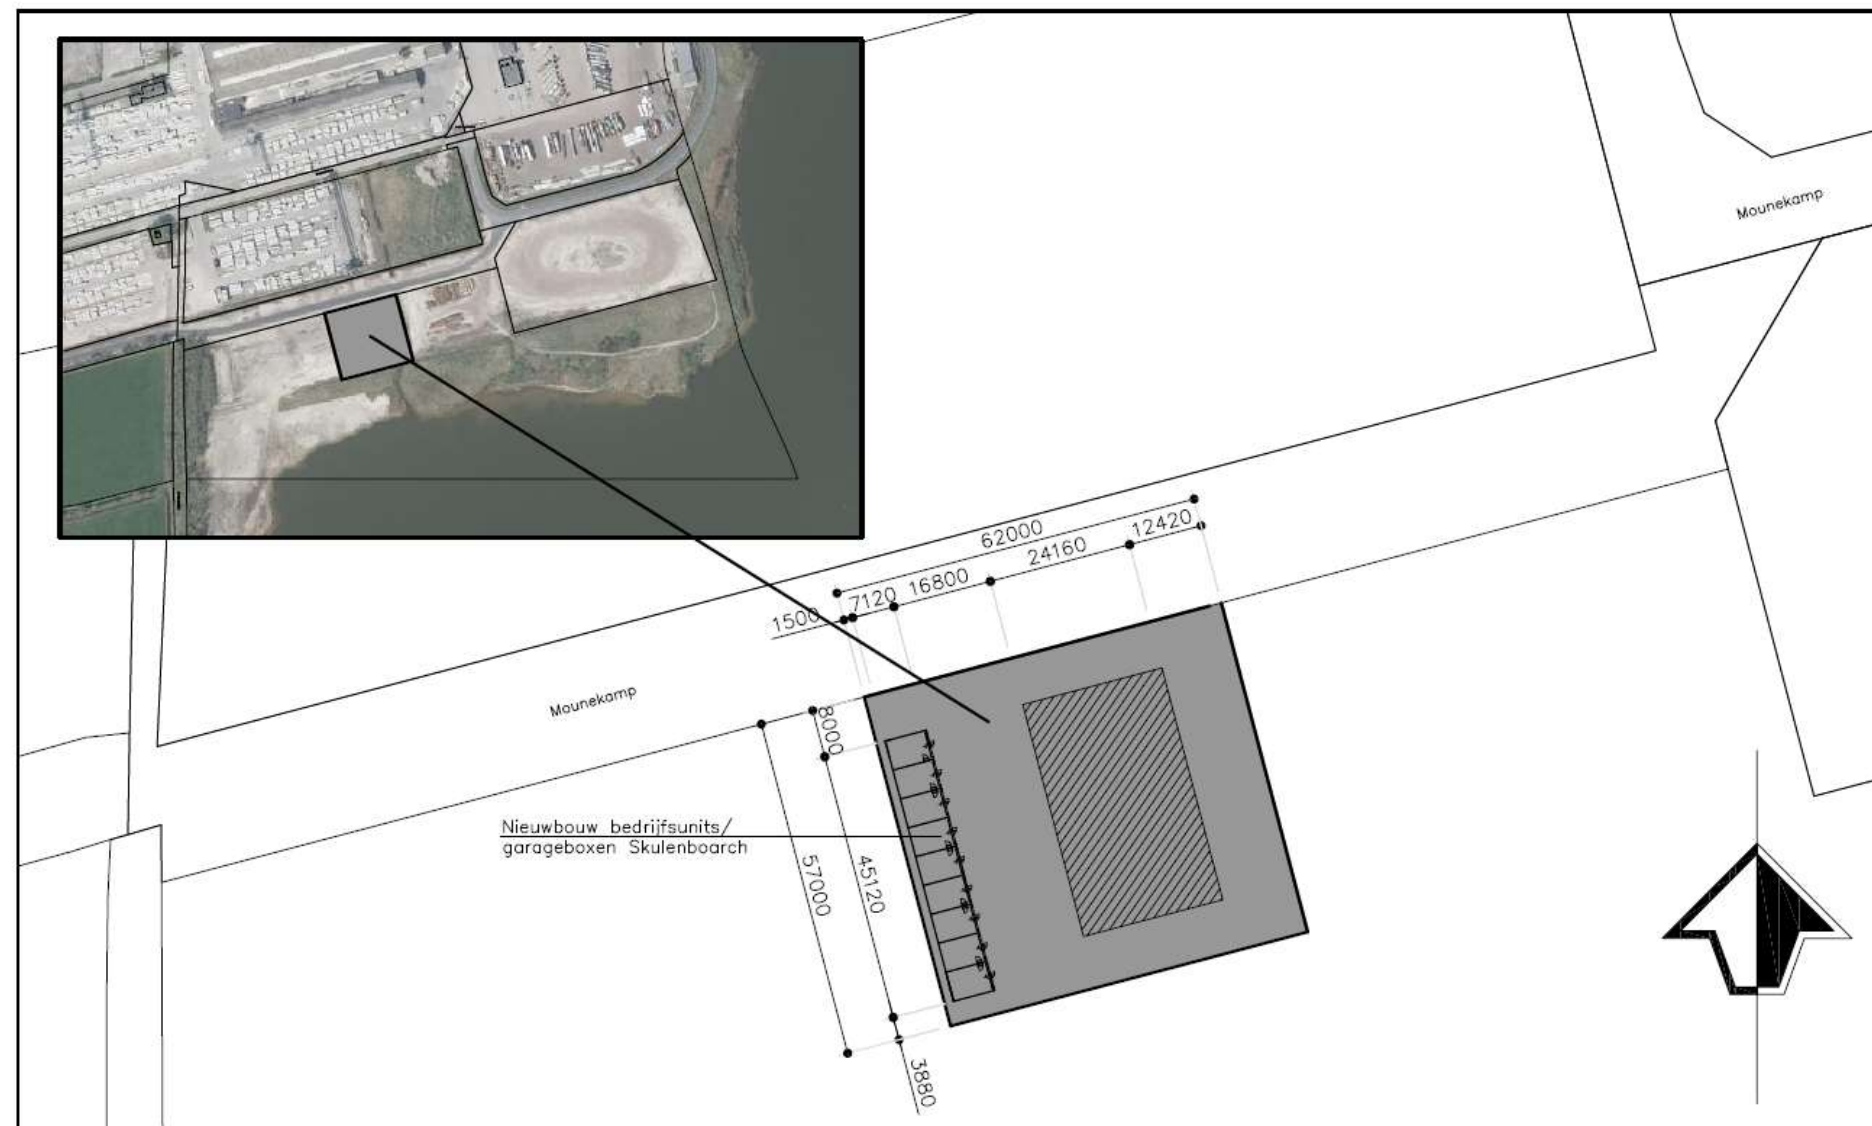 Mounekamp
62000
12420
24160
16800
7120
1500
Mounekamp
8000
Nieuwbouw bedrijfsunits/
garageboxen Skulenboarch
57000
45120
3880